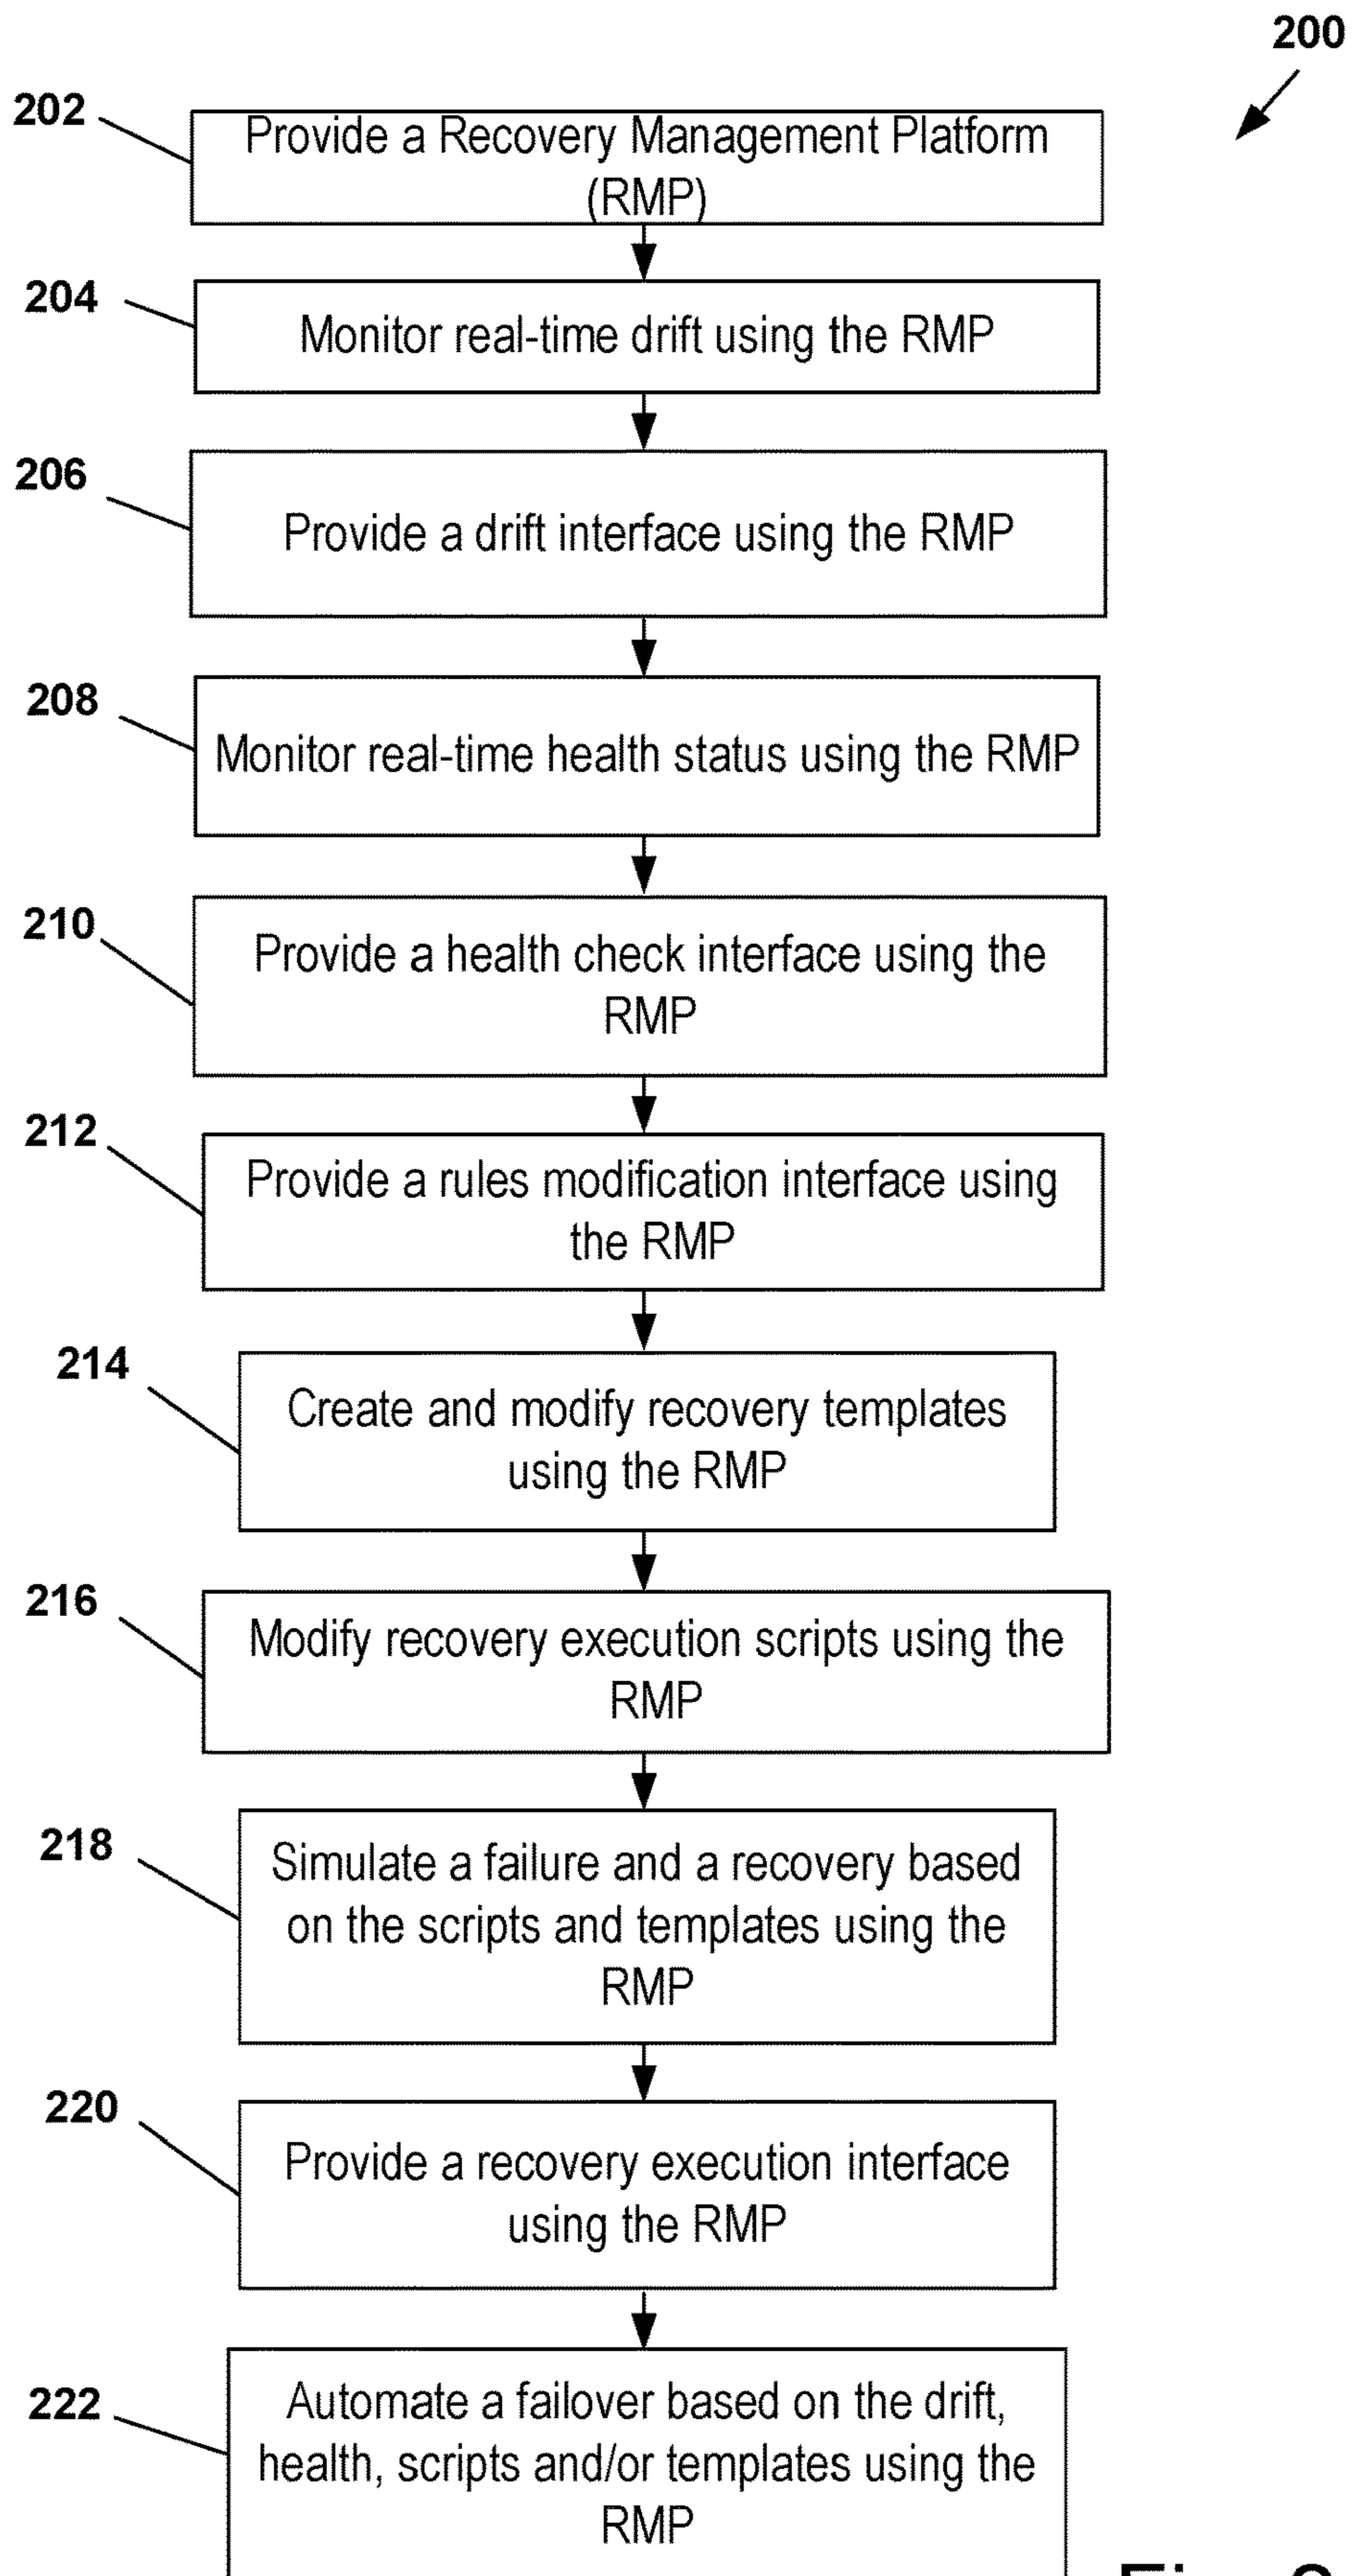 200
202
Provide a Recovery Management Platform
(RMP)
204
Monitor real-time drift using the RMP
206
Provide a drift interface using the RMP
208
Monitor real-time health status using the RMP
210
Provide a health check interface using the
RMP
212
Provide a rules modification interface using
the RMP
214
Create and modify recovery templates
using the RMP
216
Modify recovery execution scripts using the
RMP
218
Simulate a failure and a recovery based
on the scripts and templates using the
RMP
220
Provide a recovery execution interface
using the RMP
222
Automate a failover based on the drift,
health, scripts and/or templates using the
RMP